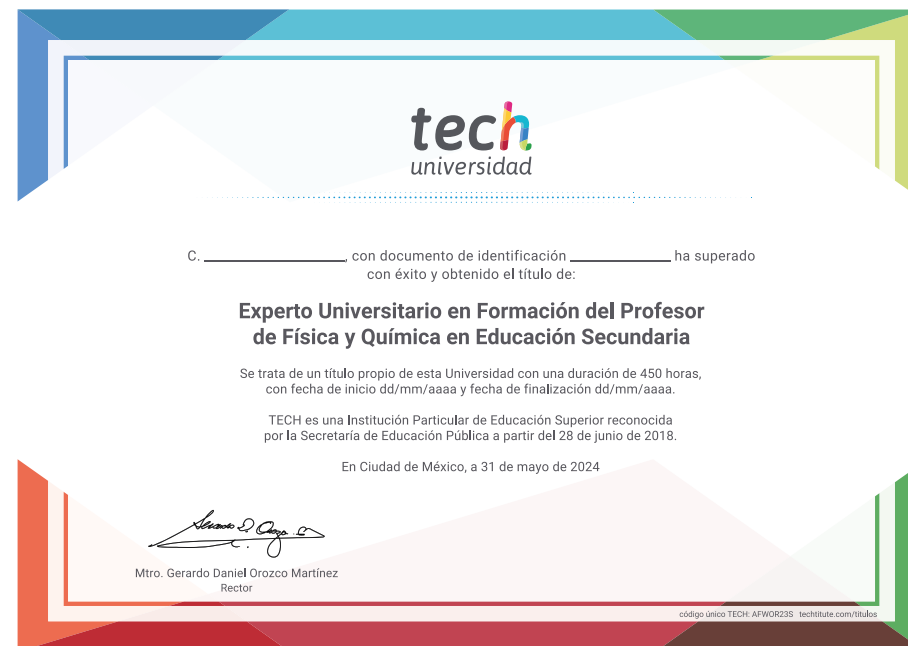 tech
universidad
C. , con documento de identificación ha superado
con éxito y obtenido el título de:
Experto Universitario en Formación del Profesor
de Física y Química en Educación Secundaria
Se trata de un título propio de esta Universidad con una duración de 450 horas,
con fecha de inicio dd/mm/aaaa y fecha de finalización dd/mm/aaaa.
TECH es una Institución Particular de Educación Superior reconocida
por la Secretaría de Educación Pública a partir del 28 de junio de 2018.
En Ciudad de México, a 31 de mayo de 2024
Mtro. Gerardo Daniel Orozco Martínez
Rector
código único TECH: AFWOR23S techtitute.com/titulos